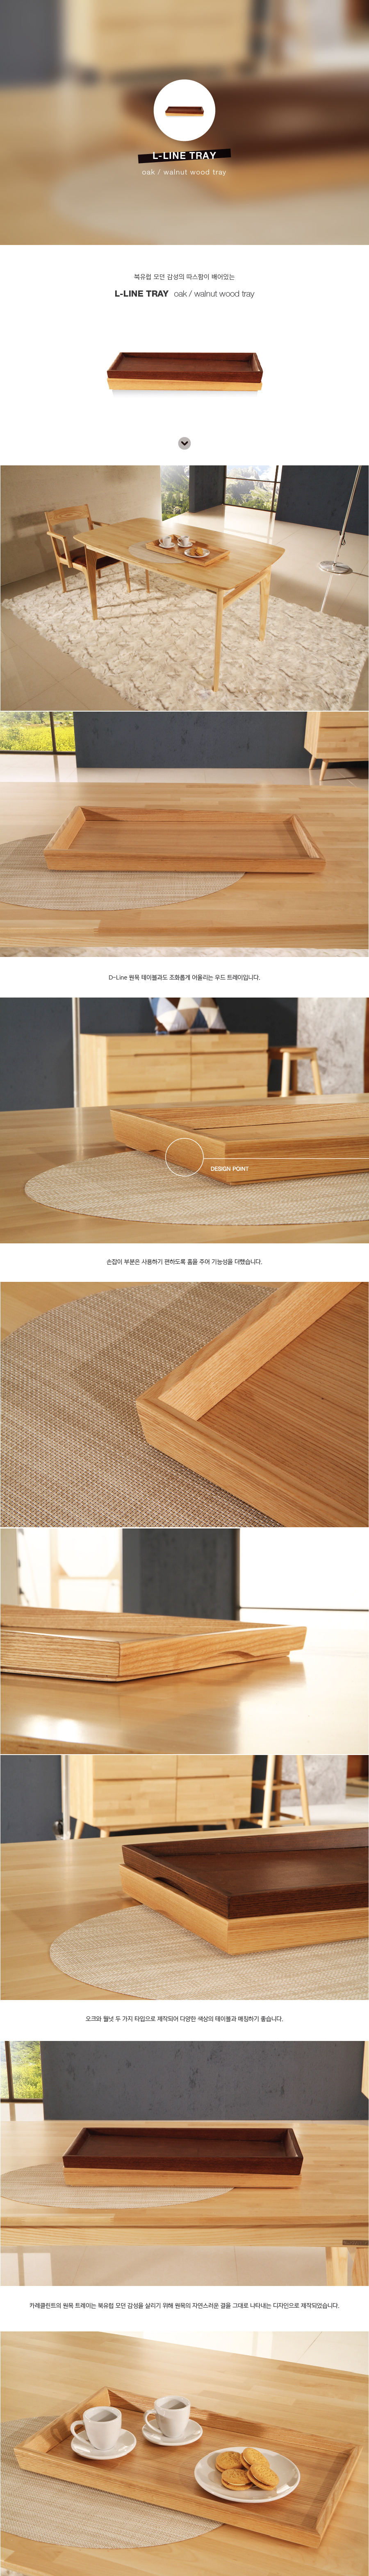 L-LINE TRAY
oak / walnut wood tray
북유럽 모던 감성의 따스함이 배어있는
L-LINE TRAY oak / walnut wood tray
D-Line 원목 테이블과도 조화롭게 어울리는 우드 트레이입니다.
DESIGN POINT
손잡이 부분은 사용하기 편하도록 홈을 주어 기능성을 더했습니다.
오크와 월넛 두 가지 타입으로 제작되어 다양한 색상의 테이블과 매칭하기 좋습니다.
카레클린트의 원목 트레이는 북유럽 모던 감성을 살리기 위해 원목의 자연스러운 결을 그대로 나타내는 디자인으로 제작되었습니다.